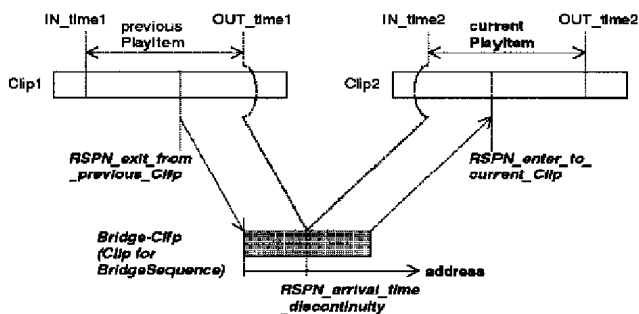 IN_time1
previous
PlayItem
OUT_time1
IN_time2
current
PlayItem
OUT_time2
Clip1
Clip2
RSPN_exit_from
_previous_Clip
RSPN_enter_to_
current_Clip
Bridge-Clip
(Clip for
BridgeSequence)
address
RSPN_arrival_time
_discontinuity